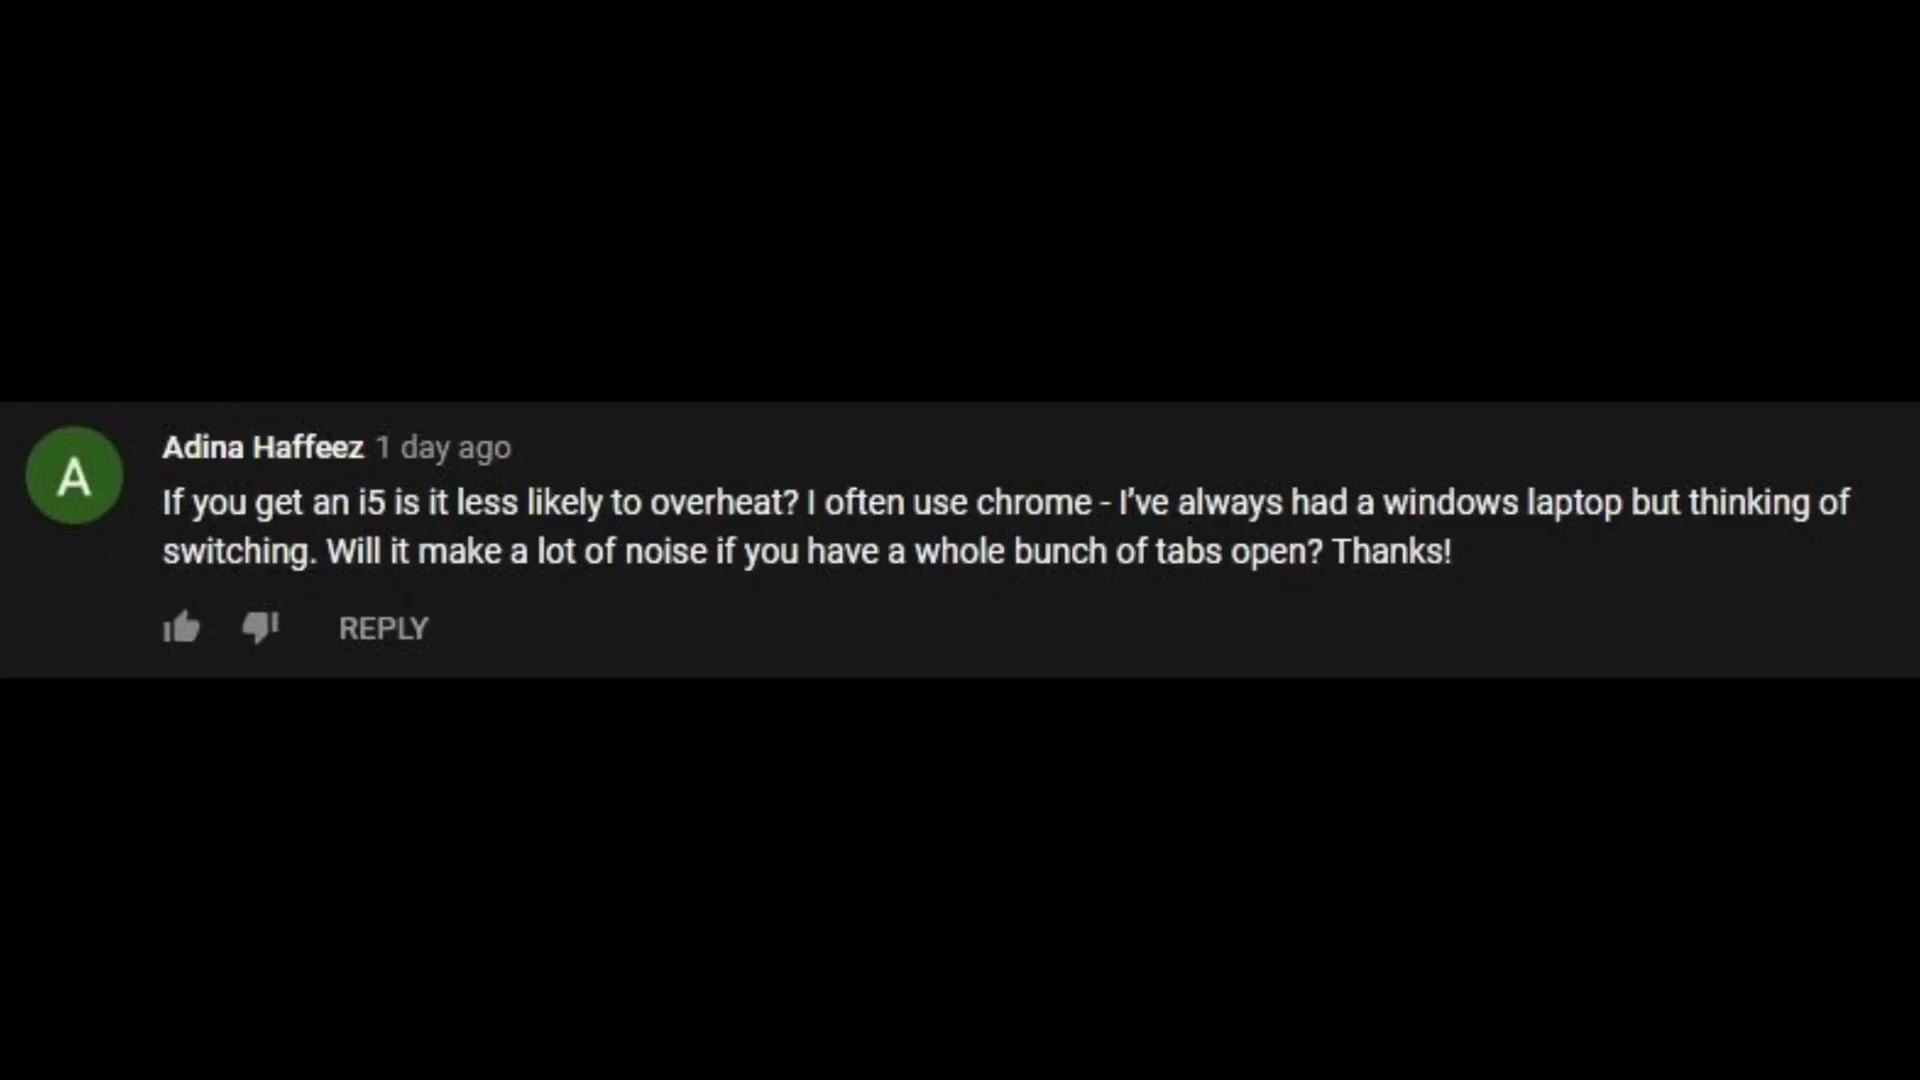 A
Adina Haffeez 1 day ago
If you get an i5 is it less likely to overheat? I often use chrome - I've always had a windows laptop but thinking of
switching. Will it make a lot of noise if you have a whole bunch of tabs open? Thanks!
REPLY